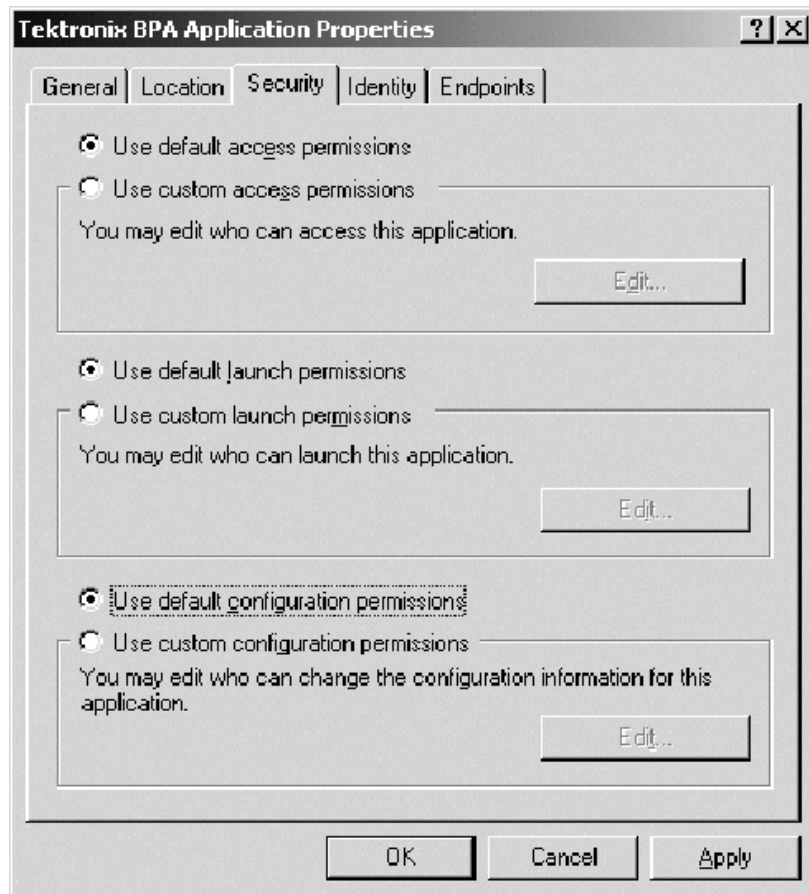 Tektronix BPA Application Properties
General Location Security Identity Endpoints
Use default access permissions
Use custom access permissions
You may edit who can access this application.
Edit...
Use default launch permissions
Use custom launch permissions
You may edit who can launch this application.
Edit...
Use default configuration permissions
Use custom configuration permissions
You may edit who can change the configuration information for this
application.
Edit...
OK Cancel Apply